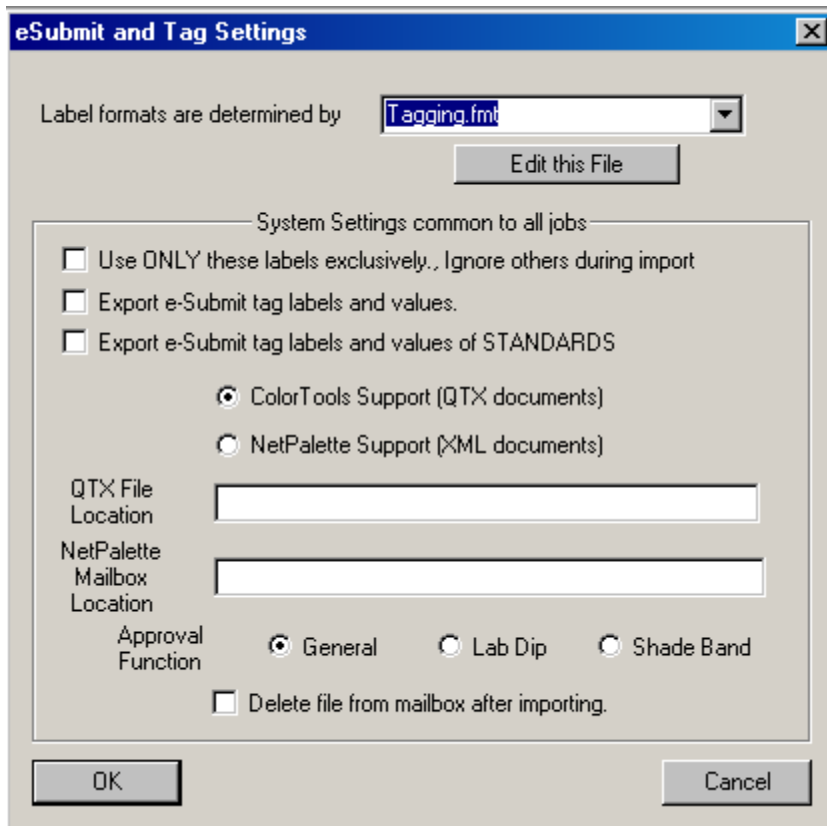 eSubmit and Tag Settings
Label formats are determined by Tagging.fmt
Edit this File
System Settings common to all jobs
Use ONLY these labels exclusively., Ignore others during import
Export e-Submit tag labels and values.
Export e-Submit tag labels and values of STANDARDS
ColorTools Support (QTX documents)
NetPalette Support (XML documents)
QTX File
Location
NetPalette
Mailbox
Location
Approval
Function
General Lab Dip Shade Band
Delete file from mailbox after importing.
OK Cancel